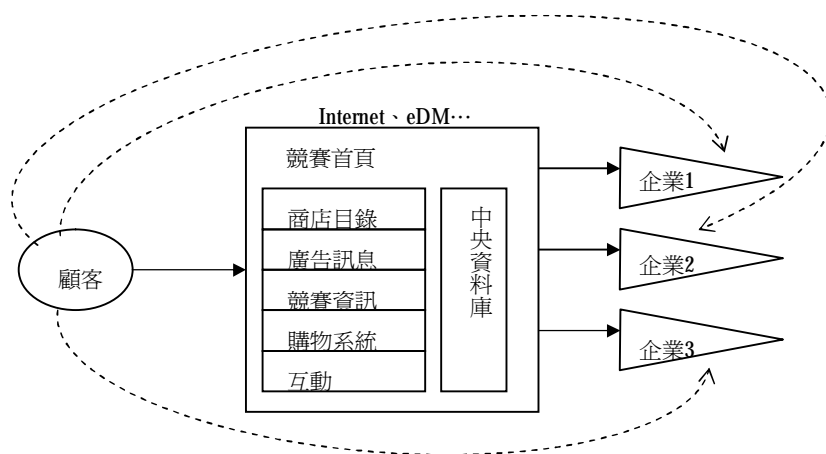 Internet、eDM…
競賽首頁
商店目錄
廣告訊息
競賽資訊
購物系統
互動
中央資料庫
顧客
企業1
企業2
企業3